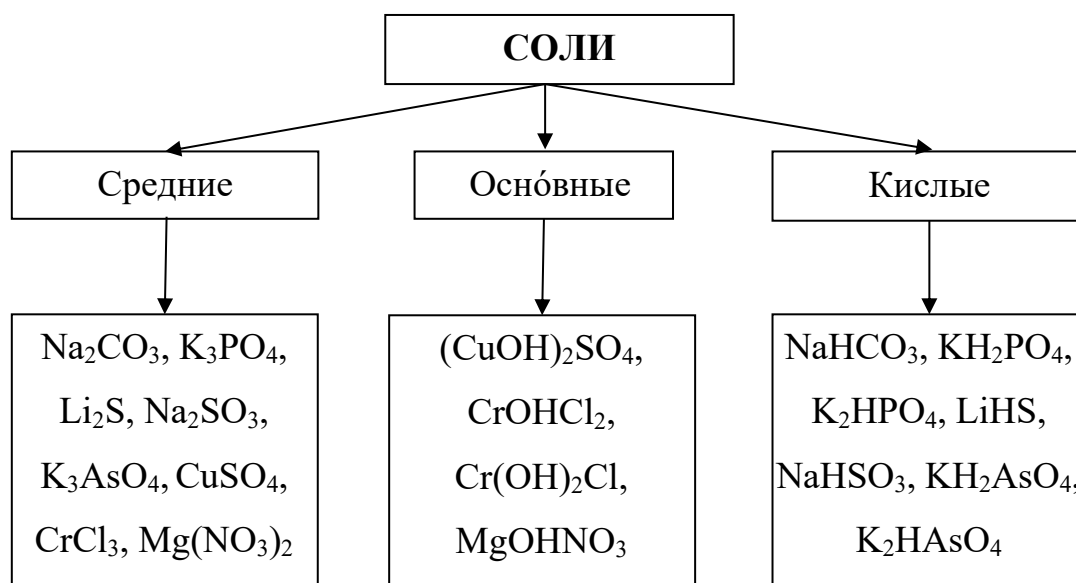 СОЛИ
Средние
Осно́вные
Кислые
Na₂CO₃, K₃PO₄,
Li₂S, Na₂SO₃,
K₃AsO₄, CuSO₄,
CrCl₃, Mg(NO₃)₂
(CuOH)₂SO₄,
CrOHCl₂,
Cr(OH)₂Cl,
MgOHNO₃
NaHCO₃, KH₂PO₄,
K₂HPO₄, LiHS,
NaHSO₃, KH₂AsO₄,
K₂HAsO₄